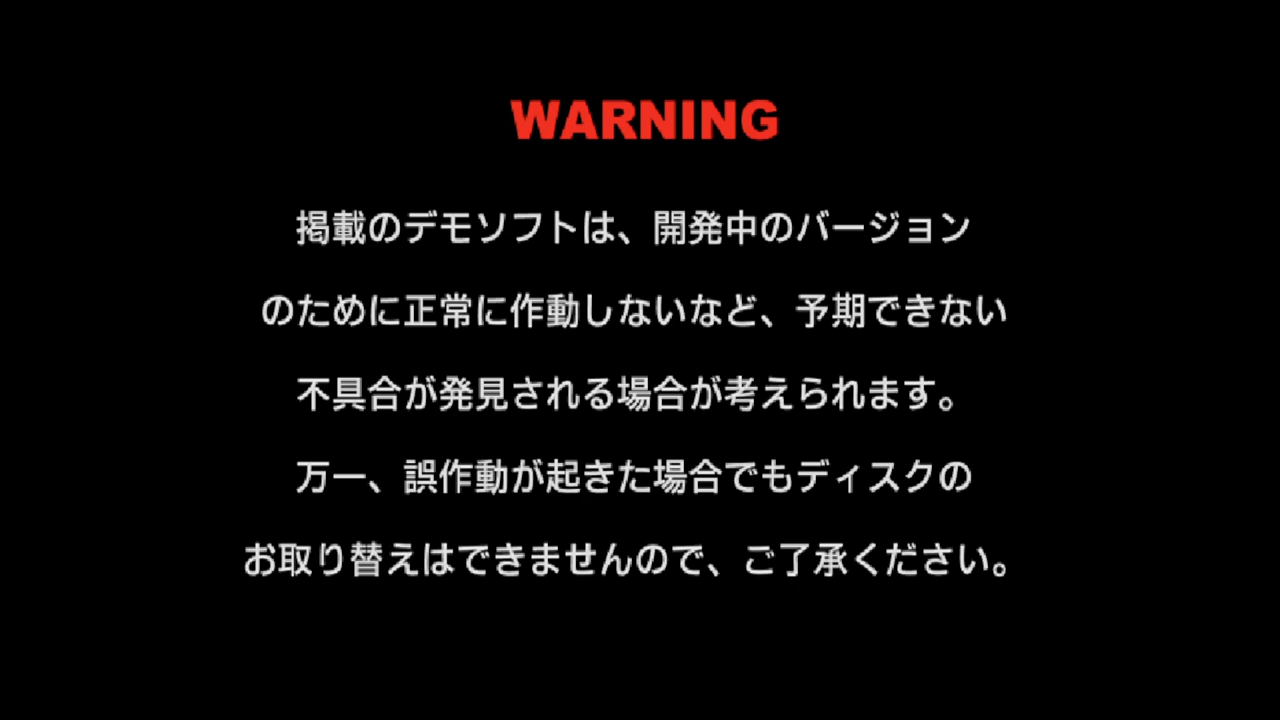 WARNING
掲載のデモソフトは、開発中のバージョン
のために正常に作動しないなど、予期できない
不具合が発見される場合が考えられます。
万一、誤作動が起きた場合でもディスクの
お取り替えはできませんので、ご了承ください。